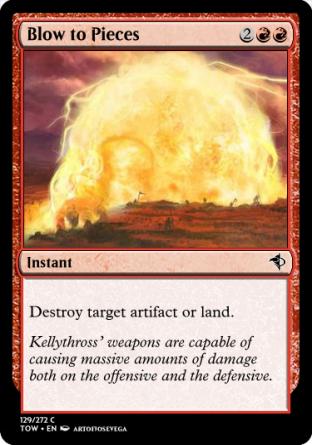 Blow to Pieces 2
Instant
Destroy target artifact or land.
Kellythross’ weapons are capable of
causing massive amounts of damage
both on the offensive and the defensive.
129/272 C
TOW • EN ARTOFJOSEVEGA